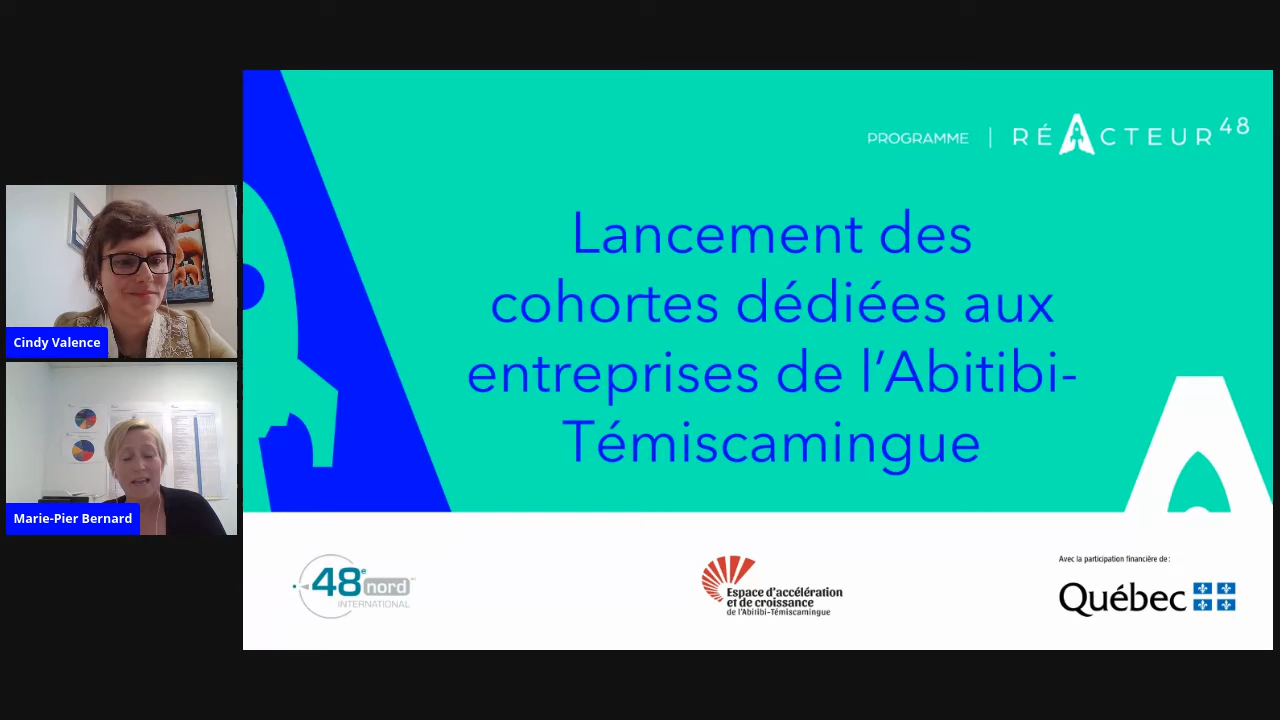 PROGRAMME | RÉACTEUR48
Lancement des
cohortes dédiées aux
entreprises de l’Abitibi-
Témiscamingue
Cindy Valence
Marie-Pier Bernard
48e nord
INTERNATIONAL
Espace d'accélération
et de croissance
de l'Abitibi-Témiscamingue
Avec la participation financière de :
Québec